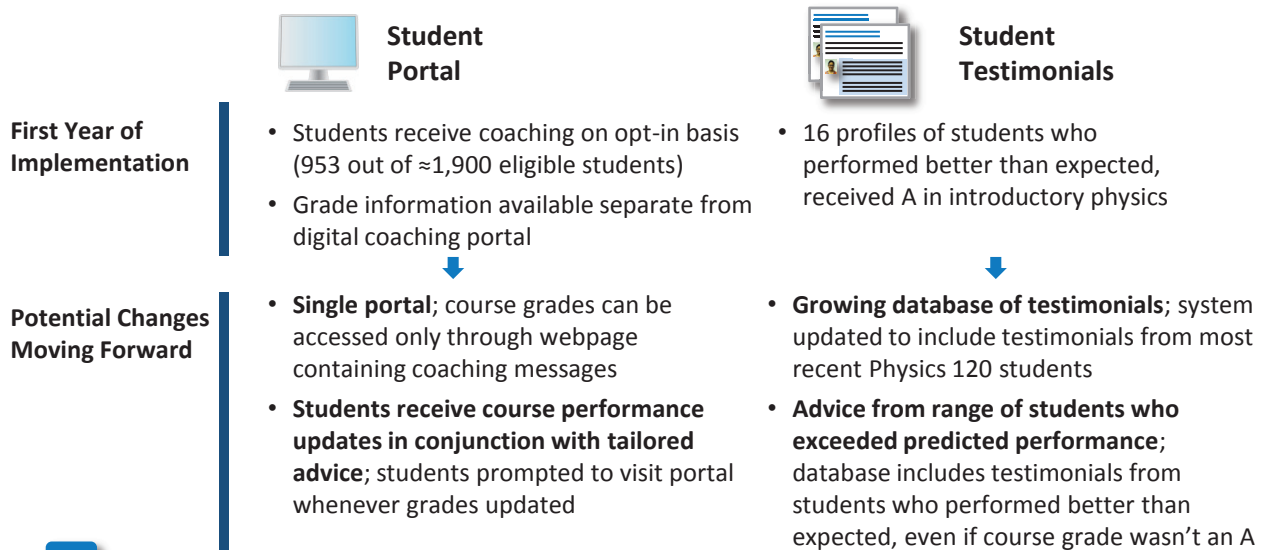 Student
Portal
Student
Testimonials
First Year of
Implementation
• Students receive coaching on opt-in basis
(953 out of ≈1,900 eligible students)
• Grade information available separate from
digital coaching portal
• 16 profiles of students who
performed better than expected,
received A in introductory physics
Potential Changes
Moving Forward
• Single portal; course grades can be
accessed only through webpage
containing coaching messages
• Students receive course performance
updates in conjunction with tailored
advice; students prompted to visit portal
whenever grades updated
• Growing database of testimonials; system
updated to include testimonials from most
recent Physics 120 students
• Advice from range of students who
exceeded predicted performance;
database includes testimonials from
students who performed better than
expected, even if course grade wasn’t an A